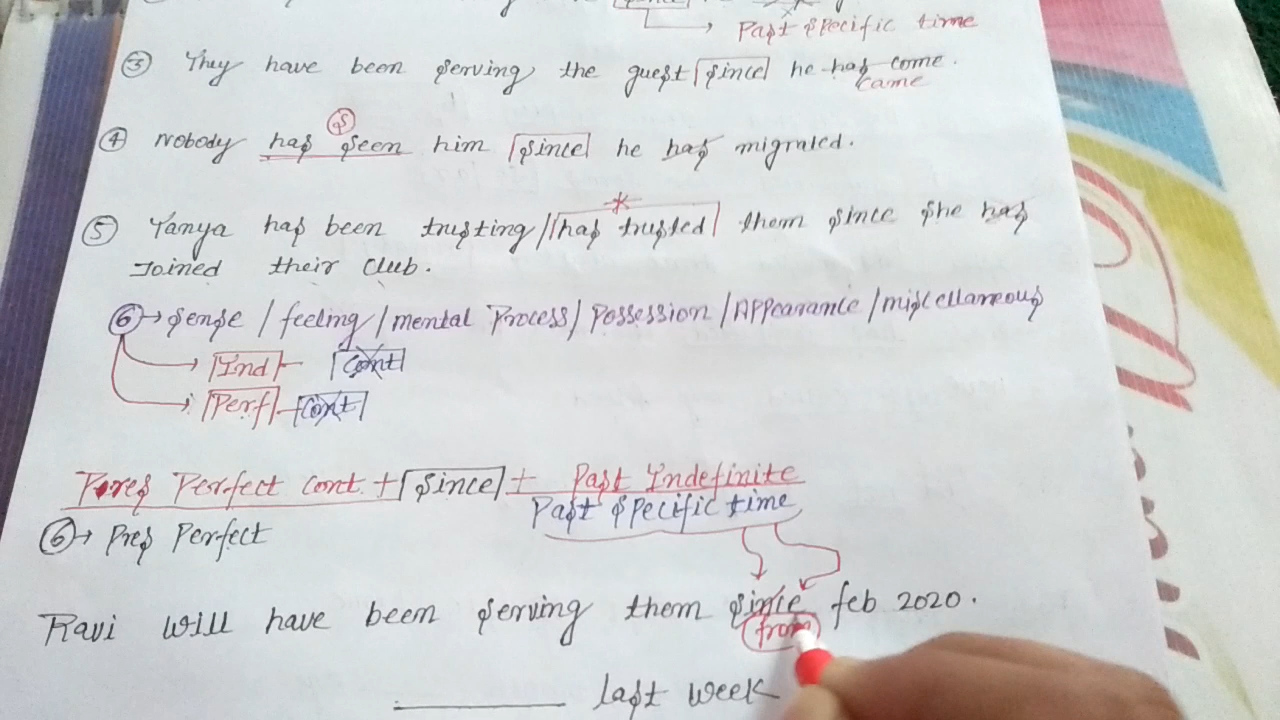 since
→ Past specific time
③ They have been serving the guest since he has come.
came
④ Nobody has seen him since he has migrated.
S
⑤ Tanya has been trusting/has trusted them since she has
*
Joined their club.
⑥→ sense / feeling / mental Process / Possession / Appearance / miscellaneous
→ Ind - Cont
→ Perf - Cont
Pres Perfect Cont. + since + Past Indefinite
Past specific time
⑥→ Pres Perfect
Ravi will have been serving them since feb 2020.
from
last week